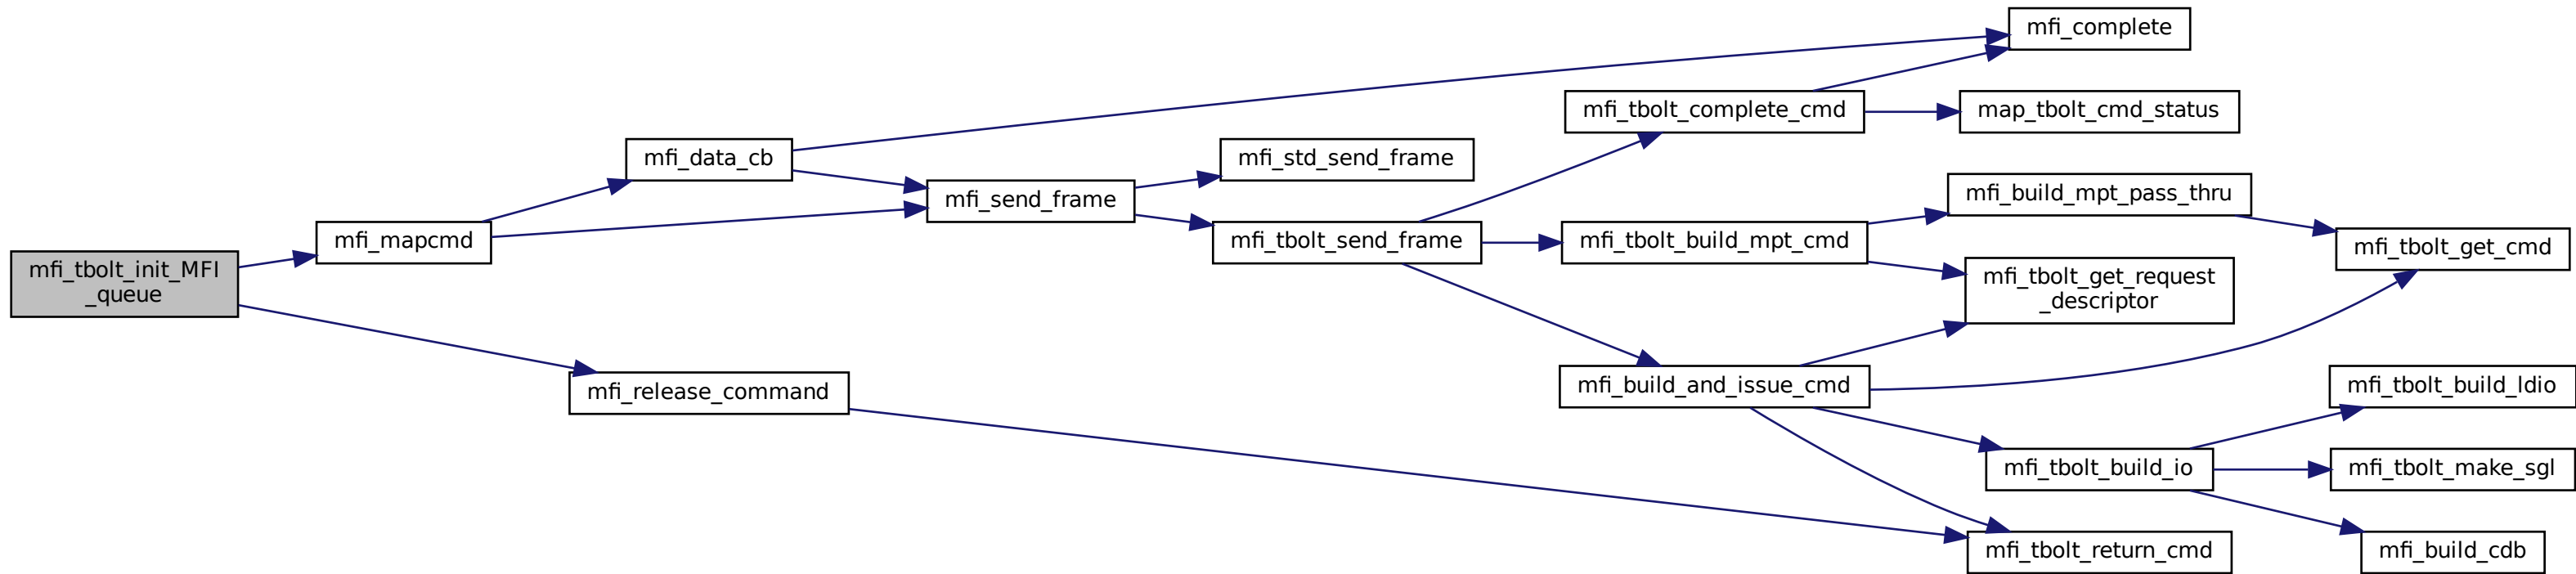 mfi_tbolt_init_MFI
_queue
mfi_mapcmd
mfi_data_cb
mfi_release_command
mfi_send_frame
mfi_std_send_frame
mfi_tbolt_send_frame
mfi_tbolt_complete_cmd
mfi_tbolt_build_mpt_cmd
mfi_build_and_issue_cmd
mfi_complete
map_tbolt_cmd_status
mfi_build_mpt_pass_thru
mfi_tbolt_get_request
_descriptor
mfi_tbolt_build_io
mfi_tbolt_return_cmd
mfi_tbolt_get_cmd
mfi_tbolt_build_ldio
mfi_tbolt_make_sgl
mfi_build_cdb